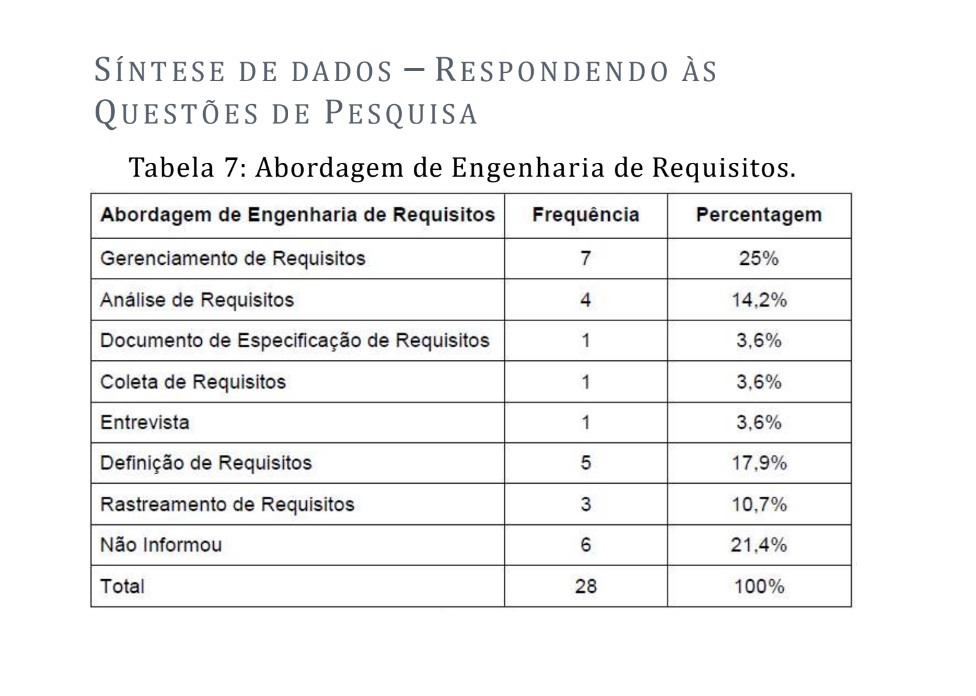 SÍNTESE DE DADOS – RESPONDENDO ÀS
QUESTÕES DE PESQUISA
Tabela 7: Abordagem de Engenharia de Requisitos.
Abordagem de Engenharia de Requisitos Frequência Percentagem
Gerenciamento de Requisitos 7 25%
Análise de Requisitos 4 14,2%
Documento de Especificação de Requisitos 1 3,6%
Coleta de Requisitos 1 3,6%
Entrevista 1 3,6%
Definição de Requisitos 5 17,9%
Rastreamento de Requisitos 3 10,7%
Não Informou 6 21,4%
Total 28 100%